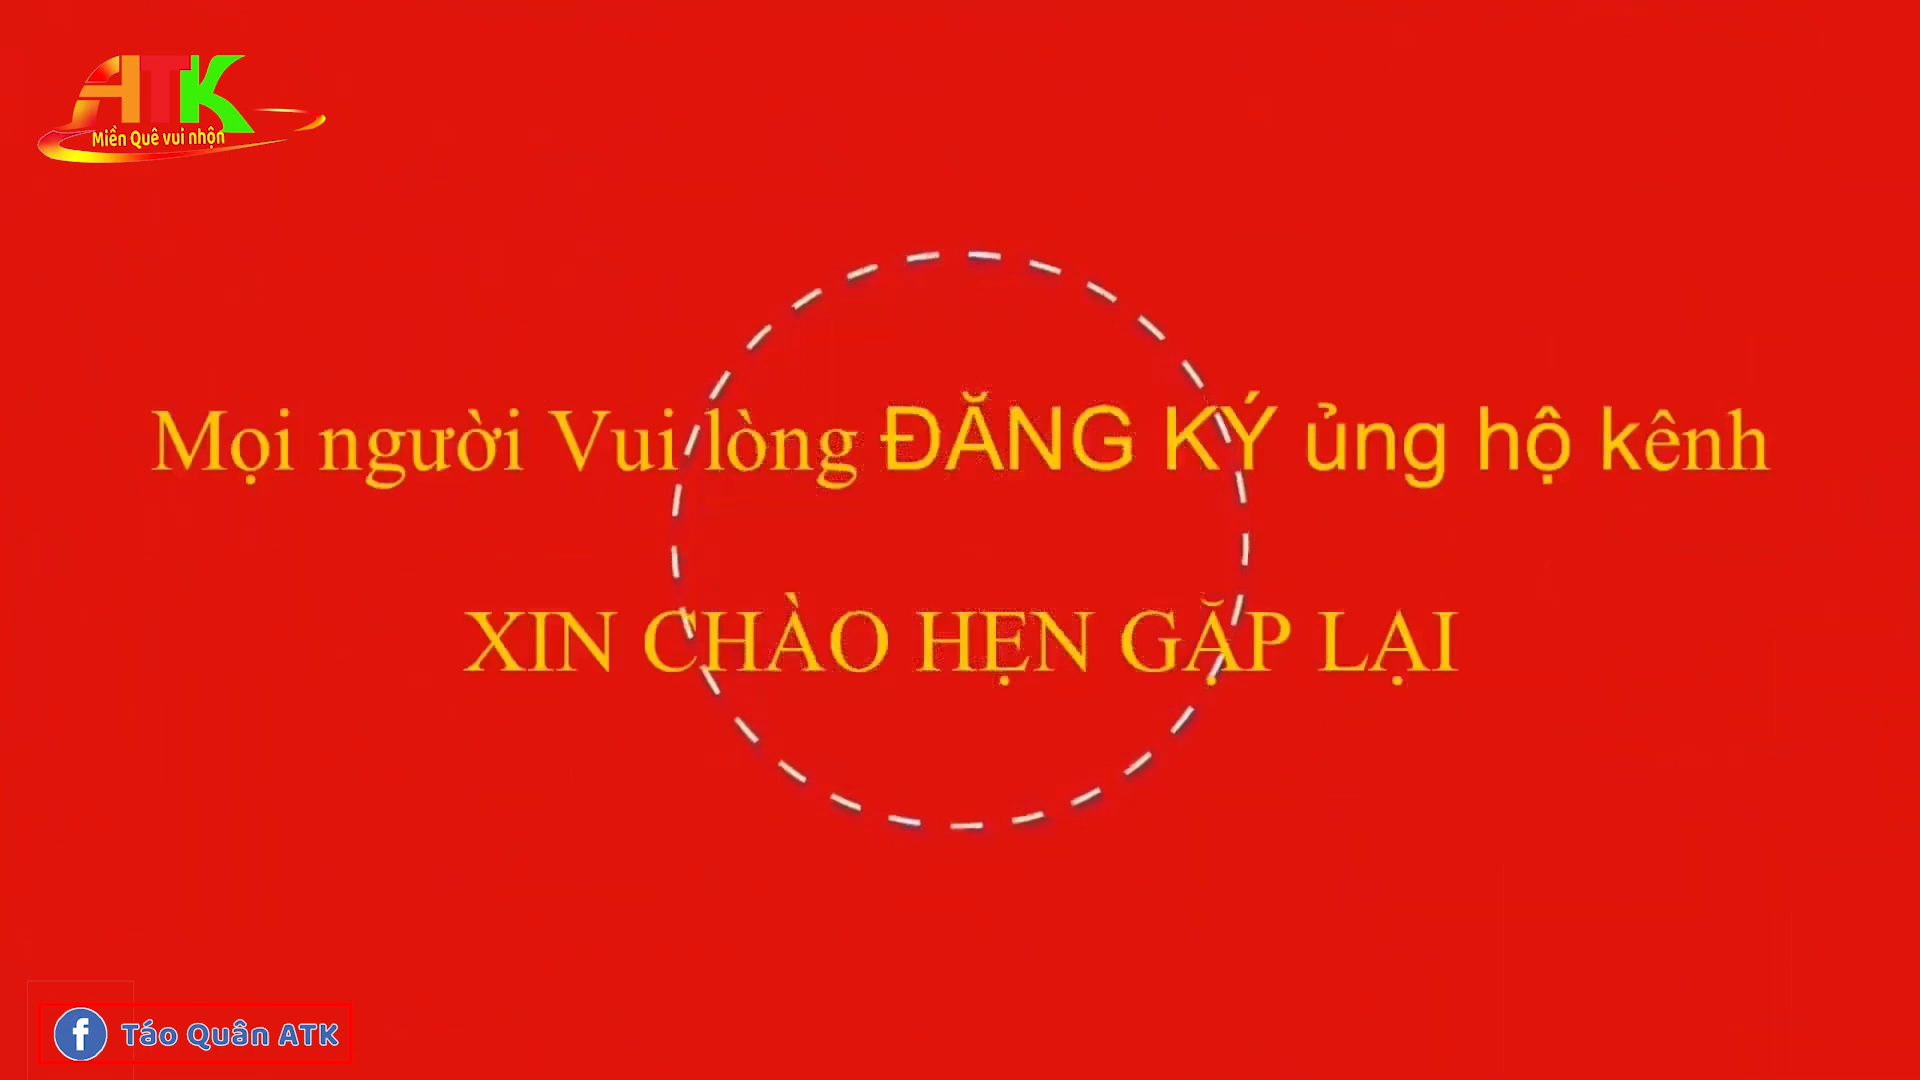 ATK
Miền Quê vui nhộn
Mọi người Vui lòng ĐĂNG KÝ ủng hộ kênh
XIN CHÀO HẸN GẶP LẠI
f Táo Quân ATK